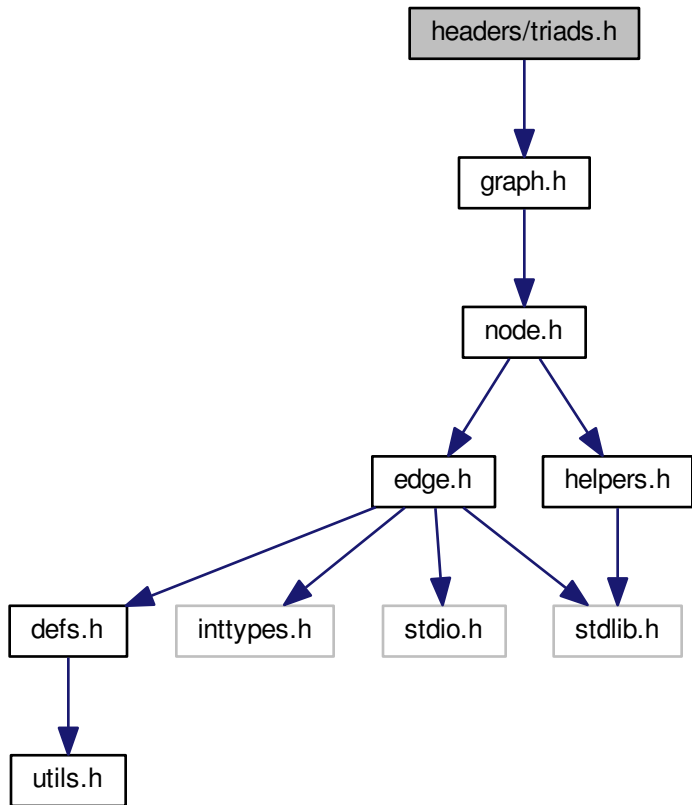 headers/triads.h
graph.h
node.h
edge.h
helpers.h
defs.h
inttypes.h
stdio.h
stdlib.h
utils.h